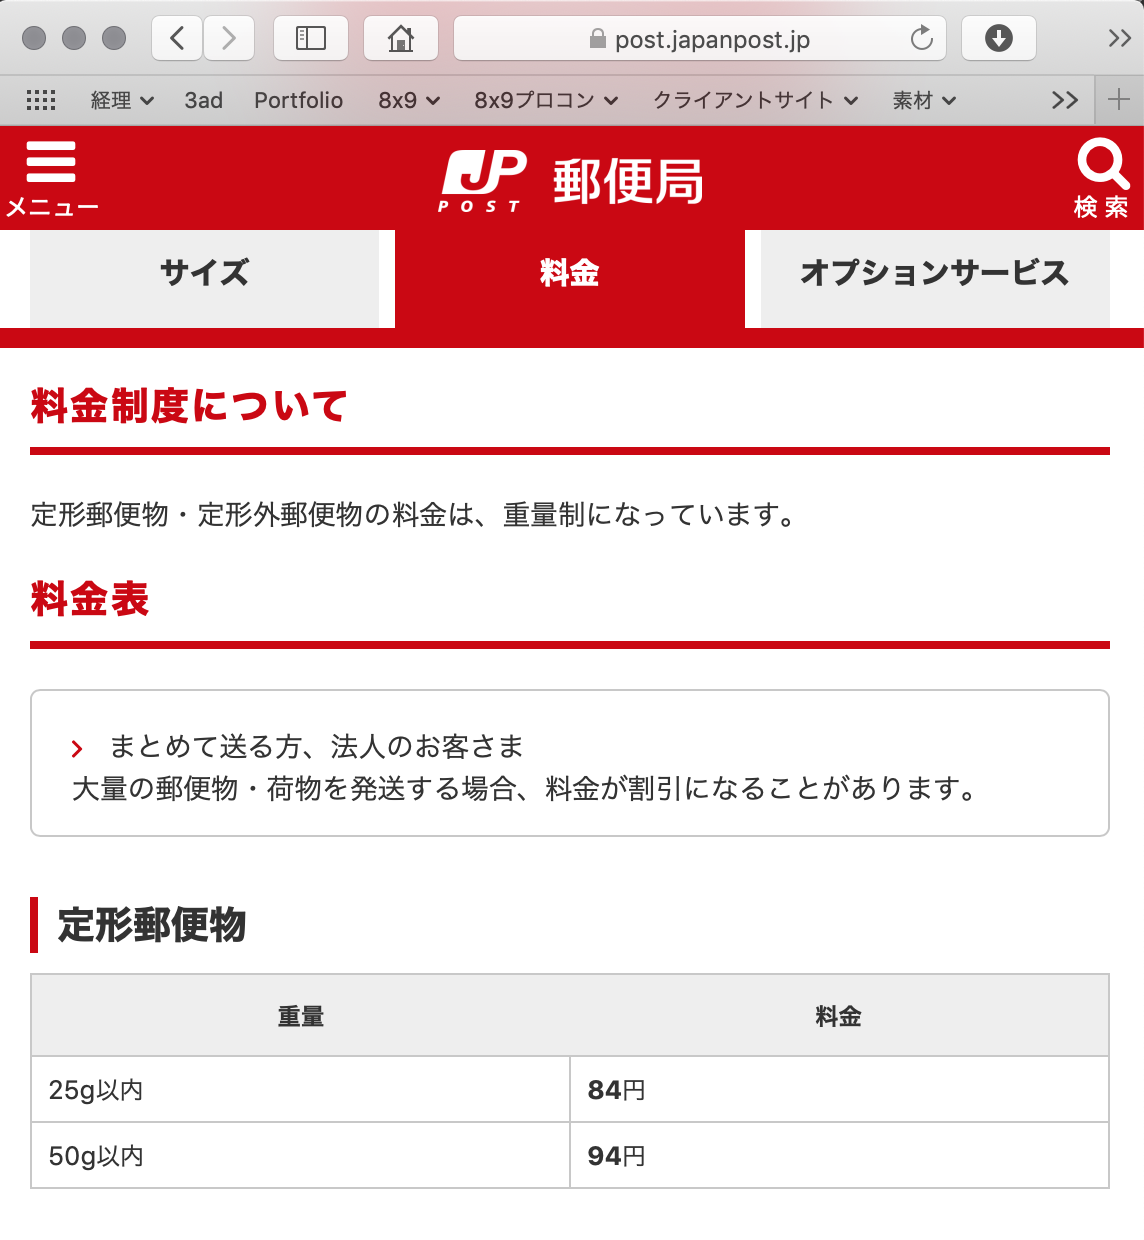 post.japanpost.jp
経理 3ad Portfolio 8x9 8x9プロコン クライアントサイト 素材
メニュー JP POST 郵便局 検索
サイズ 料金 オプションサービス
料金制度について
定形郵便物・定形外郵便物の料金は、重量制になっています。
料金表
まとめて送る方、法人のお客さま
大量の郵便物・荷物を発送する場合、料金が割引になることがあります。
定形郵便物
重量 料金
25g以内 84円
50g以内 94円